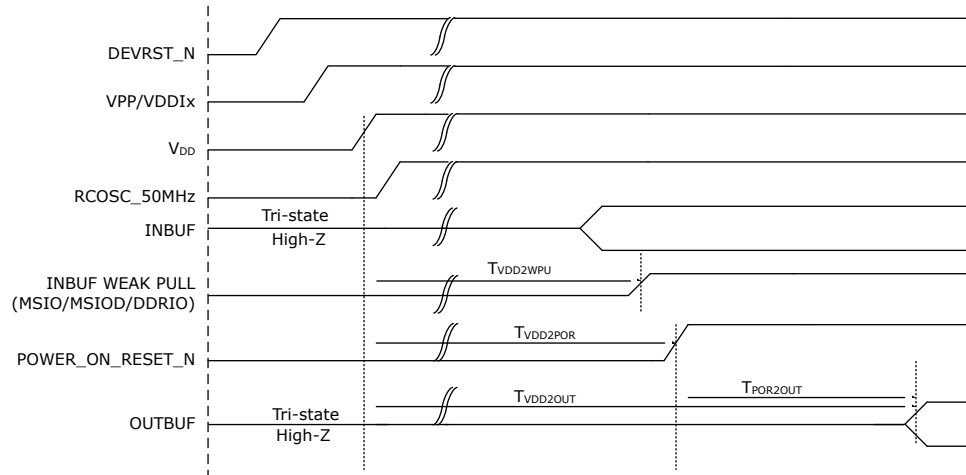 DEVRST_N
VPP/VDDIx
VDD
RCOSC_50MHz
Tri-state
INBUF
High-Z
TVDD2WPU
INBUF WEAK PULL
(MSIO/MSIOD/DDRIO)
TVDD2POR
POWER_ON_RESET_N
TPOR2OUT
TVDD2OUT
Tri-state
OUTBUF
High-Z